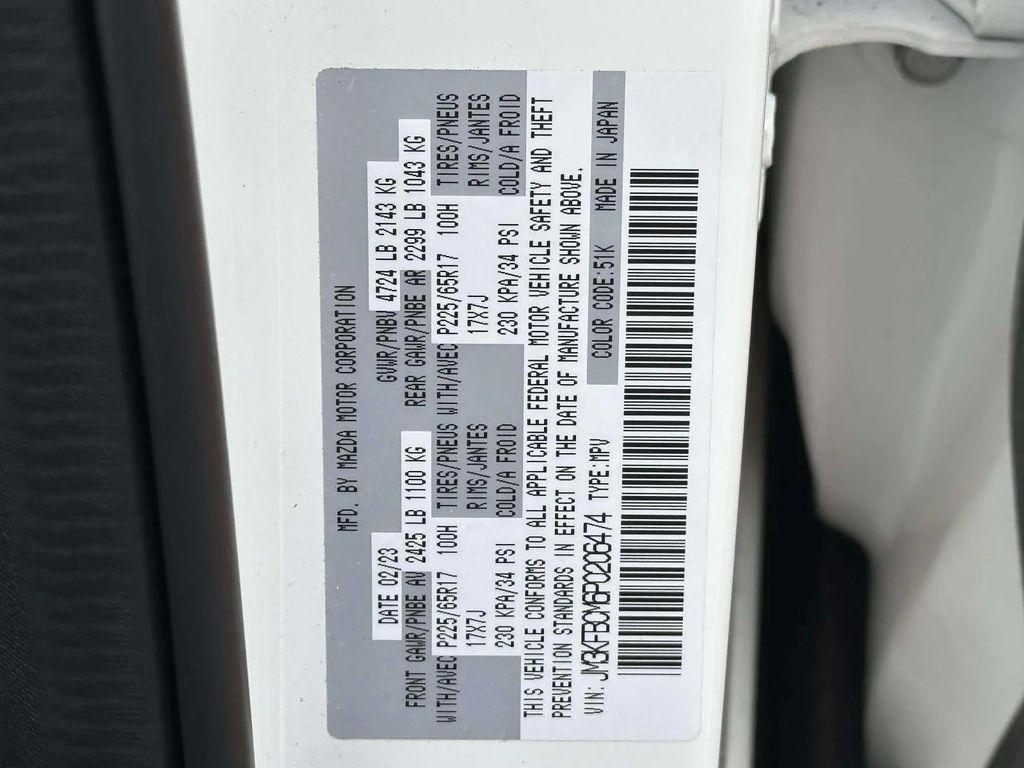 MFD. BY MAZDA MOTOR CORPORATION
DATE 02/23 GVWR/PNBV 4724 LB 2143 KG
FRONT GAWR/PNBE AV 2425 LB 1100 KG REAR GAWR/PNBE AR 2299 LB 1043 KG
WITH/AVEC P225/65R17 100H TIRES/PNEUS WITH/AVEC P225/65R17 100H TIRES/PNEUS
17X7J RIMS/JANTES 17X7J RIMS/JANTES
230 KPA/34 PSI COLD/A FROID 230 KPA/34 PSI COLD/A FROID
THIS VEHICLE CONFORMS TO ALL APPLICABLE FEDERAL MOTOR VEHICLE SAFETY AND THEFT
PREVENTION STANDARDS IN EFFECT ON THE DATE OF MANUFACTURE SHOWN ABOVE.
VIN: JM3KFBCM6P0206474 TYPE:MPV COLOR CODE:51K MADE IN JAPAN